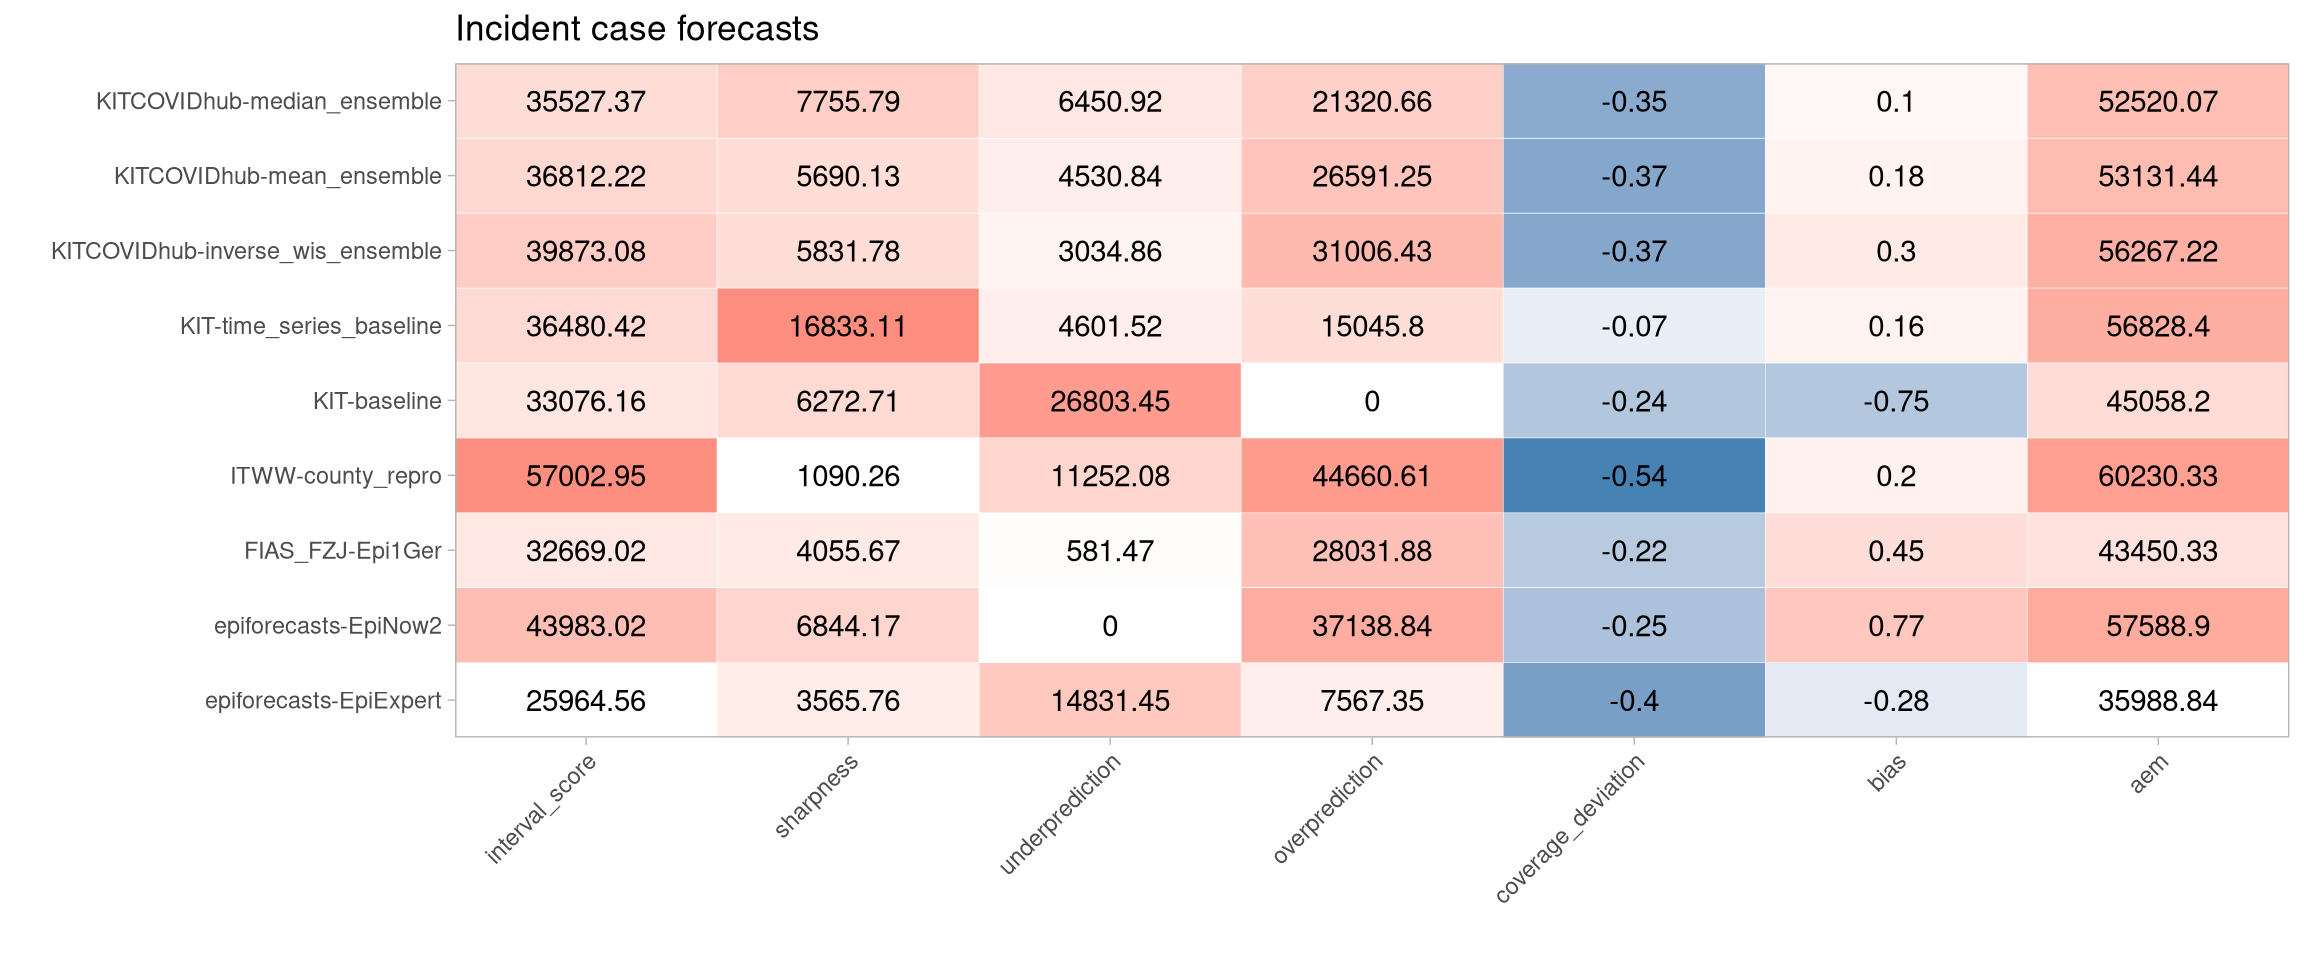 Incident case forecasts
KITCOVIDhub-median_ensemble 35527.37 7755.79 6450.92 21320.66 -0.35 0.1 52520.07
KITCOVIDhub-mean_ensemble 36812.22 5690.13 4530.84 26591.25 -0.37 0.18 53131.44
KITCOVIDhub-inverse_wis_ensemble 39873.08 5831.78 3034.86 31006.43 -0.37 0.3 56267.22
KIT-time_series_baseline 36480.42 16833.11 4601.52 15045.8 -0.07 0.16 56828.4
KIT-baseline 33076.16 6272.71 26803.45 0 -0.24 -0.75 45058.2
ITWW-county_repro 57002.95 1090.26 11252.08 44660.61 -0.54 0.2 60230.33
FIAS_FZJ-Epi1Ger 32669.02 4055.67 581.47 28031.88 -0.22 0.45 43450.33
epiforecasts-EpiNow2 43983.02 6844.17 0 37138.84 -0.25 0.77 57588.9
epiforecasts-EpiExpert 25964.56 3565.76 14831.45 7567.35 -0.4 -0.28 35988.84
interval_score sharpness underprediction overprediction coverage_deviation bias aem